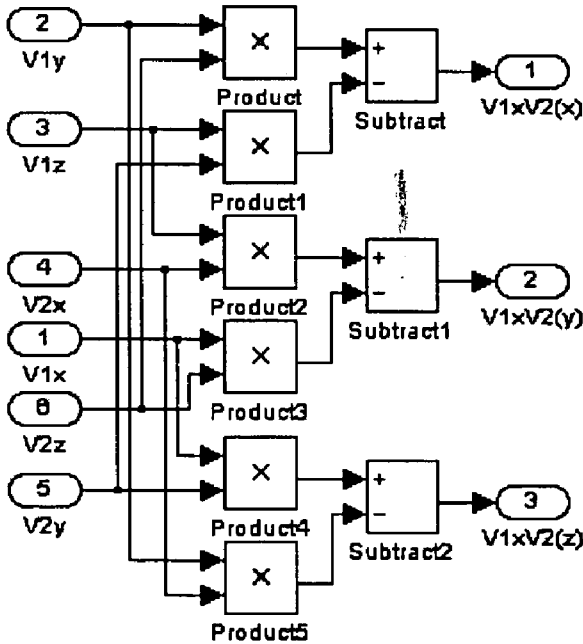 2
V1y
×
Product
+
−
Subtract
1
V1xV2(x)
3
V1z
×
Product1
4
V2x
×
Product2
+
−
Subtract1
2
V1xV2(y)
1
V1x
×
Product3
6
V2z
5
V2y
×
Product4
+
−
Subtract2
3
V1xV2(z)
×
Product5